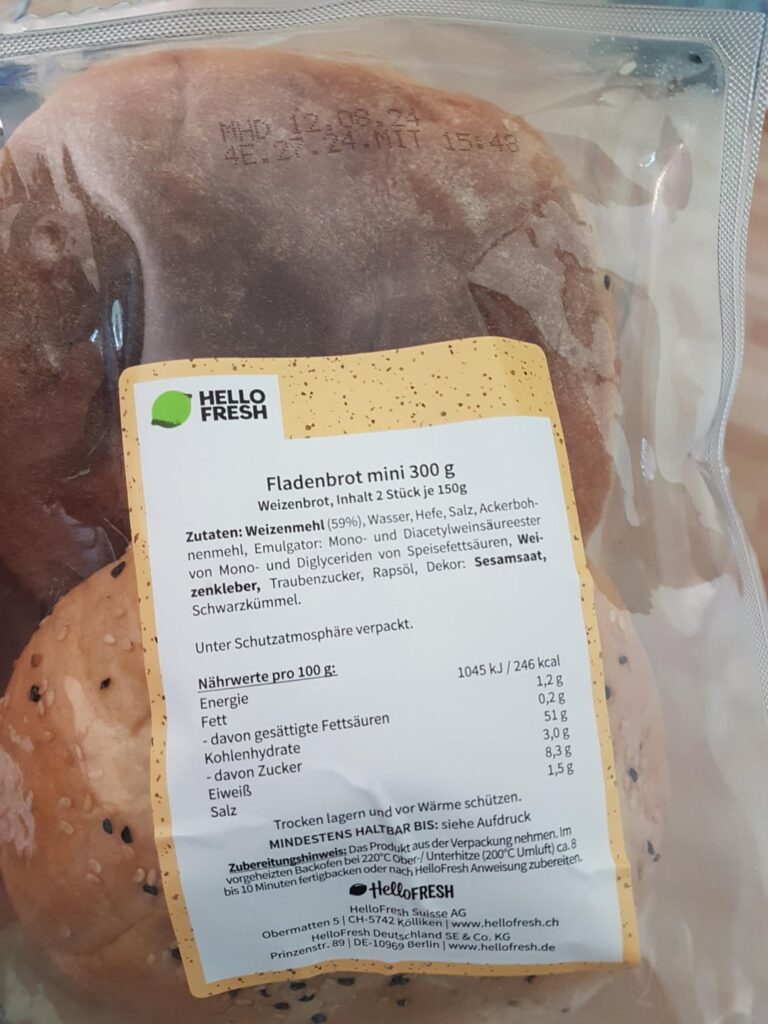 MHD 12.08.24
4E.27.24.MIT 15:48
HELLO
FRESH
Fladenbrot mini 300 g
Weizenbrot, Inhalt 2 Stück je 150g
Zutaten: Weizenmehl (59%), Wasser, Hefe, Salz, Ackerboh-
nenmehl, Emulgator: Mono- und Diacetylweinsäureester
von Mono- und Diglyceriden von Speisefettsäuren, Wei-
zenkleber, Traubenzucker, Rapsöl, Dekor: Sesamsaat,
Schwarzkümmel.
Unter Schutzatmosphäre verpackt.
Nährwerte pro 100 g:
Energie 1045 kJ / 246 kcal
Fett 1,2 g
- davon gesättigte Fettsäuren 0,2 g
Kohlenhydrate 51 g
- davon Zucker 3,0 g
Eiweiß 8,3 g
Salz 1,5 g
Trocken lagern und vor Wärme schützen.
MINDESTENS HALTBAR BIS: siehe Aufdruck
Zubereitungshinweis: Das Produkt aus der Verpackung nehmen. Im
vorgeheizten Backofen bei 220°C Ober-/ Unterhitze (200°C Umluft) ca. 8
bis 10 Minuten fertigbacken oder nach HelloFresh Anweisung zubereiten.
HelloFRESH
HelloFresh Suisse AG
Obermatten 5 | CH-5742 Kölliken | www.hellofresh.ch
HelloFresh Deutschland SE & Co. KG
Prinzenstr. 89 | DE-10969 Berlin | www.hellofresh.de